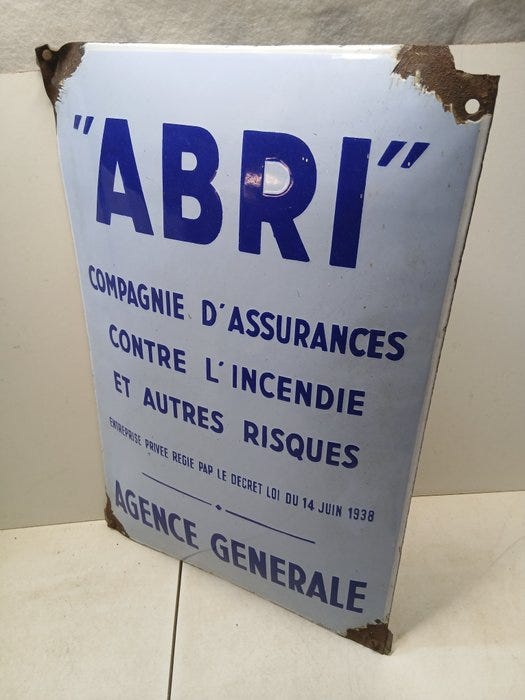 "ABRI"
COMPAGNIE D'ASSURANCES
CONTRE L'INCENDIE
ET AUTRES RISQUES
ENTREPRISE PRIVEE REGIE PAP LE DECRET LOI DU 14 JUIN 1938
AGENCE GENERALE